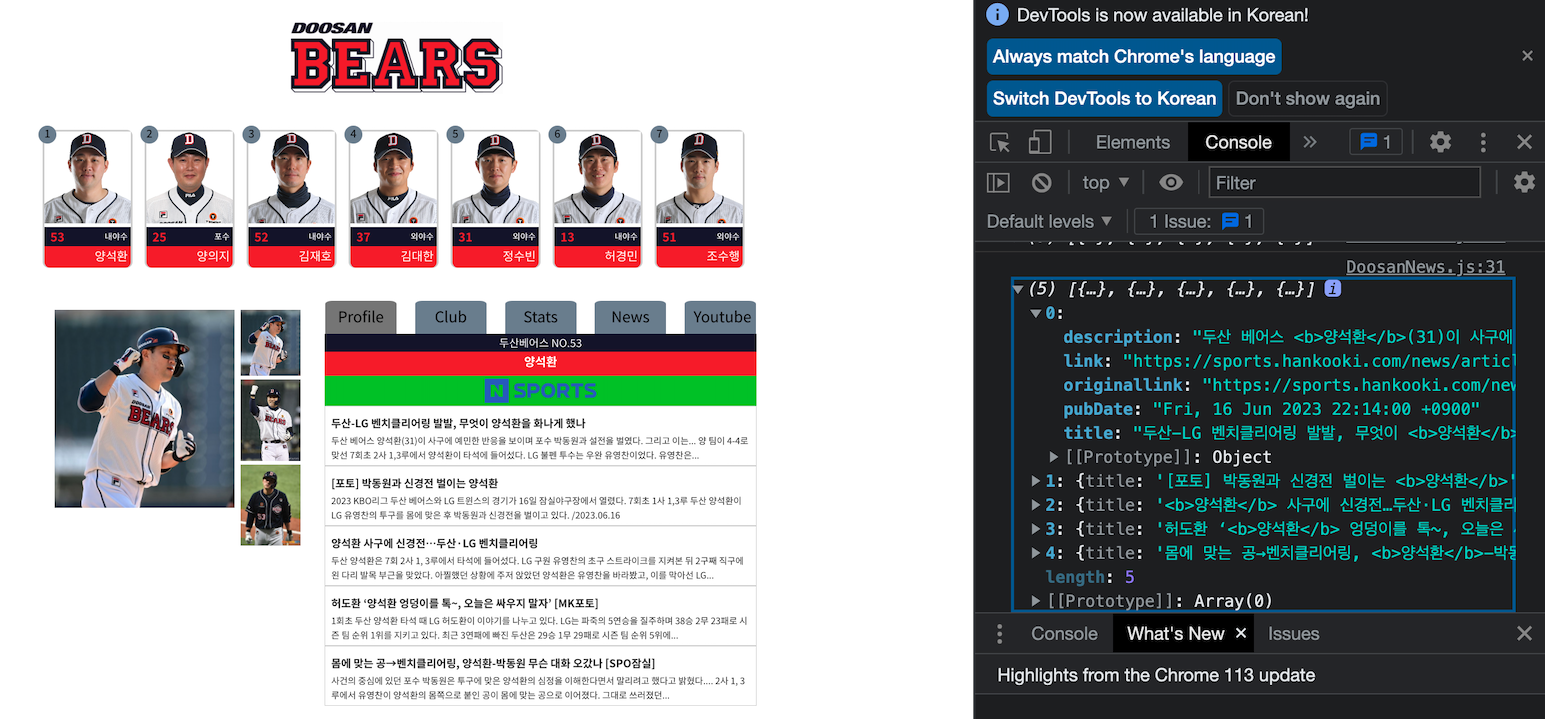 DOOSAN
BEARS
1 2 3 4 5 6 7
53 내야수 25 포수 52 내야수 37 외야수 31 외야수 13 내야수 51 외야수
양석환 양의지 김재호 김대한 정수빈 허경민 조수행
Profile Club Stats News Youtube
두산베어스 NO.53
양석환
N SPORTS
두산-LG 벤치클리어링 발발, 무엇이 양석환을 화나게 했나
두산 베어스 양석환(31)이 사구에 예민한 반응을 보이며 포수 박동원과 설전을 벌였다. 그리고 이는... 양 팀이 4-4로
맞선 7회초 2사 1,3루에서 양석환이 타석에 들어섰다. LG 불펜 투수는 우완 유영찬이었다. 유영찬은...
[포토] 박동원과 신경전 벌이는 양석환
2023 KBO리그 두산 베어스와 LG 트윈스의 경기가 16일 잠실야구장에서 열렸다. 7회초 1사 1,3루 두산 양석환이
LG 유영찬의 투구를 몸에 맞은 후 박동원과 신경전을 벌이고 있다. /2023.06.16
양석환 사구에 신경전…두산·LG 벤치클리어링
두산 양석환은 7회 2사 1, 3루에서 타석에 들어섰다. LG 구원 유영찬의 초구 스트라이크를 지켜본 뒤 2구째 직구에
왼 다리 발목 부근을 맞았다. 아찔했던 상황에 주저 앉았던 양석환은 유영찬을 바라봤고, 이를 막아선 LG...
허도환 ‘양석환 엉덩이를 톡~, 오늘은 싸우지 말자’ [MK포토]
1회초 두산 양석환 타석 때 LG 허도환이 이야기를 나누고 있다. LG는 파죽의 5연승을 질주하며 38승 2무 23패로 시
즌 팀 순위 1위를 지키고 있다. 최근 3연패에 빠진 두산은 29승 1무 29패로 시즌 팀 순위 5위에...
몸에 맞는 공→벤치클리어링, 양석환-박동원 무슨 대화 오갔나 [SPO잠실]
사건의 중심에 있던 포수 박동원은 투구에 맞은 양석환의 심정을 이해한다면서 말리려고 했다고 밝혔다.... 2사 1, 3
루에서 유영찬이 양석환의 몸쪽으로 붙인 공이 몸에 맞는 공으로 이어졌다. 그대로 쓰러졌던...
DevTools is now available in Korean!
Always match Chrome's language
Switch DevTools to Korean Don't show again
Elements Console 1
top Filter
Default levels 1 Issue: 1
DoosanNews.js:31
(5) [{…}, {…}, {…}, {…}, {…}]
0:
description: "두산 베어스 <b>양석환</b>(31)이 사구에
link: "https://sports.hankooki.com/news/articl
originallink: "https://sports.hankooki.com/new
pubDate: "Fri, 16 Jun 2023 22:14:00 +0900"
title: "두산-LG 벤치클리어링 발발, 무엇이 <b>양석환</b>
[[Prototype]]: Object
1: {title: '[포토] 박동원과 신경전 벌이는 <b>양석환</b>'
2: {title: '<b>양석환</b> 사구에 신경전…두산·LG 벤치클리
3: {title: '허도환 ‘<b>양석환</b> 엉덩이를 톡~, 오늘은
4: {title: '몸에 맞는 공→벤치클리어링, <b>양석환</b>-박동
length: 5
[[Prototype]]: Array(0)
Console What's New Issues
Highlights from the Chrome 113 update